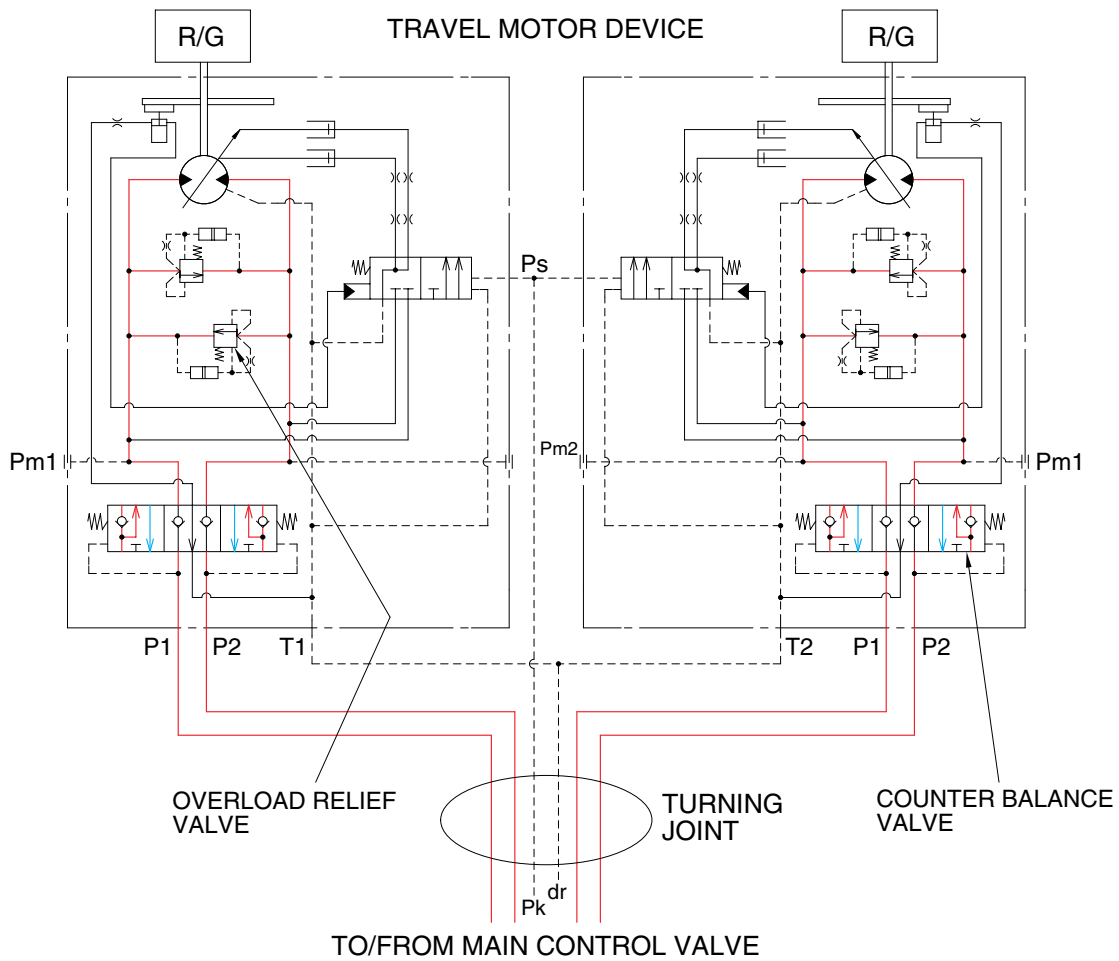 TRAVEL MOTOR DEVICE
R/G
R/G
Ps
Pm1
Pm2
Pm1
P1
P2
T1
T2
P1
P2
OVERLOAD RELIEF
VALVE
TURNING
JOINT
COUNTER BALANCE
VALVE
Pk
dr
TO/FROM MAIN CONTROL VALVE